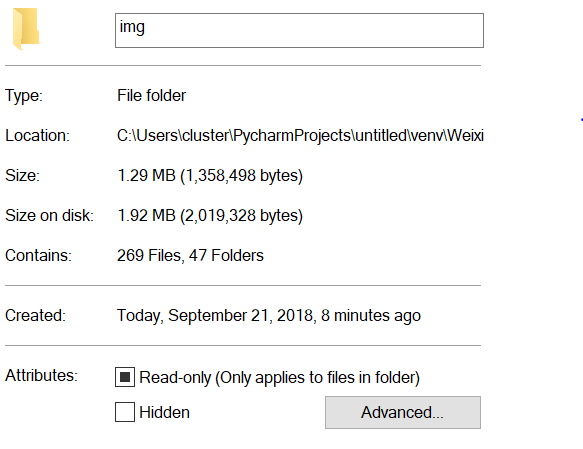 img
Type: File folder
Location: C:\Users\cluster\PycharmProjects\untitled\venv\Weixi
Size: 1.29 MB (1,358,498 bytes)
Size on disk: 1.92 MB (2,019,328 bytes)
Contains: 269 Files, 47 Folders
Created: Today, September 21, 2018, 8 minutes ago
Attributes: Read-only (Only applies to files in folder)
Hidden Advanced...